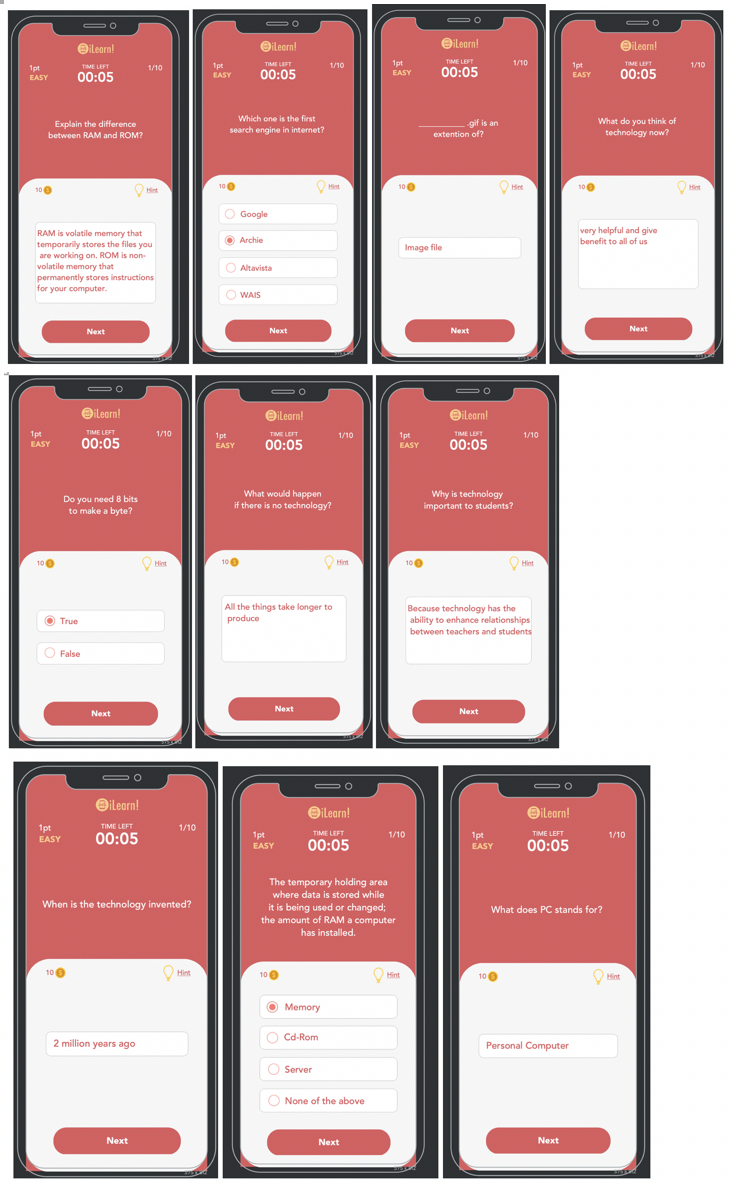 iLearn!
1pt
TIME LEFT
1/10
EASY
00:05
Explain the difference
between RAM and ROM?
10
Hint
RAM is volatile memory that
temporarily stores the files you
are working on. ROM is non-
volatile memory that
permanently stores instructions
for your computer.
Next
iLearn!
1pt
TIME LEFT
1/10
EASY
00:05
Which one is the first
search engine in internet?
10
Hint
Google
Archie
Altavista
WAIS
Next
iLearn!
1pt
TIME LEFT
1/10
EASY
00:05
__________ .gif is an
extention of?
10
Hint
Image file
Next
iLearn!
1pt
TIME LEFT
1/10
EASY
00:05
What do you think of
technology now?
10
Hint
very helpful and give
benefit to all of us
Next
iLearn!
1pt
TIME LEFT
1/10
EASY
00:05
Do you need 8 bits
to make a byte?
10
Hint
True
False
Next
iLearn!
1pt
TIME LEFT
1/10
EASY
00:05
What would happen
if there is no technology?
10
Hint
All the things take longer to
produce
Next
iLearn!
1pt
TIME LEFT
1/10
EASY
00:05
Why is technology
important to students?
10
Hint
Because technology has the
ability to enhance relationships
between teachers and students
Next
iLearn!
1pt
TIME LEFT
1/10
EASY
00:05
When is the technology invented?
10
Hint
2 million years ago
Next
iLearn!
1pt
TIME LEFT
1/10
EASY
00:05
The temporary holding area
where data is stored while
it is being used or changed;
the amount of RAM a computer
has installed.
10
Hint
Memory
Cd-Rom
Server
None of the above
Next
iLearn!
1pt
TIME LEFT
1/10
EASY
00:05
What does PC stands for?
10
Hint
Personal Computer
Next